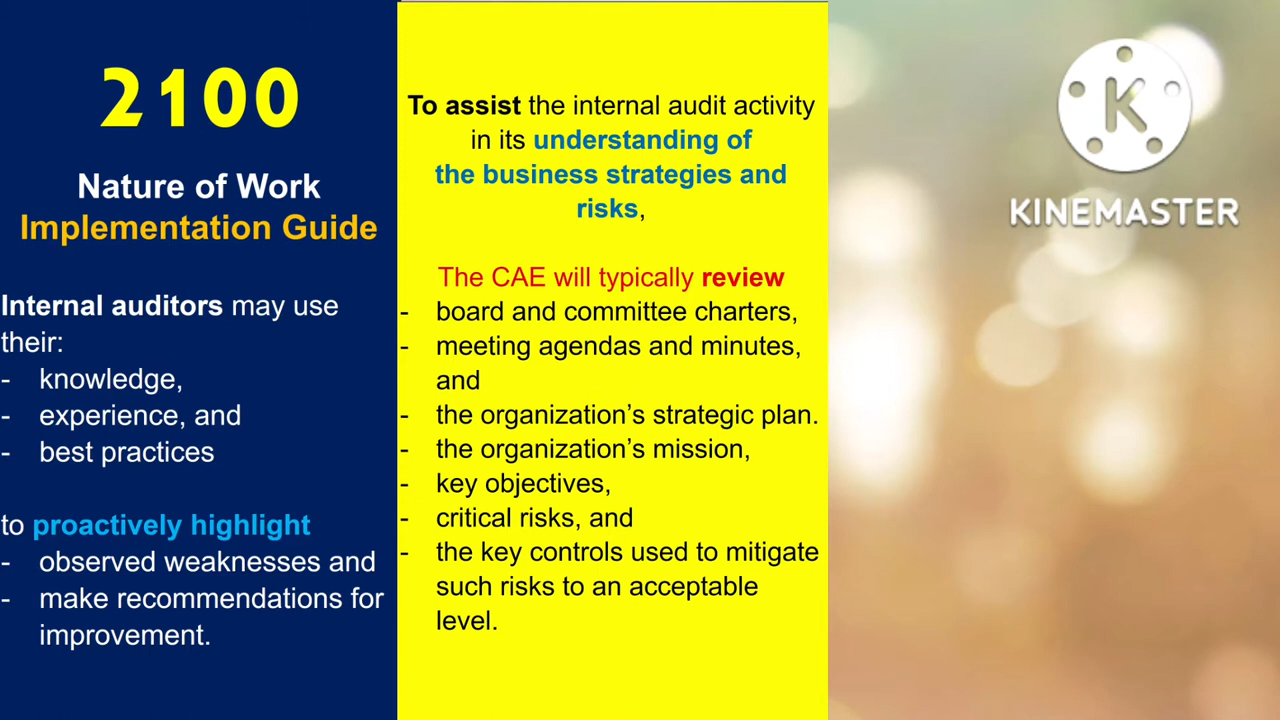 2100
Nature of Work
Implementation Guide
Internal auditors may use
their:
- knowledge,
- experience, and
- best practices
to proactively highlight
- observed weaknesses and
- make recommendations for
improvement.
To assist the internal audit activity
in its understanding of
the business strategies and
risks,
The CAE will typically review
- board and committee charters,
- meeting agendas and minutes,
and
- the organization’s strategic plan.
- the organization’s mission,
- key objectives,
- critical risks, and
- the key controls used to mitigate
such risks to an acceptable
level.
K
KINEMASTER